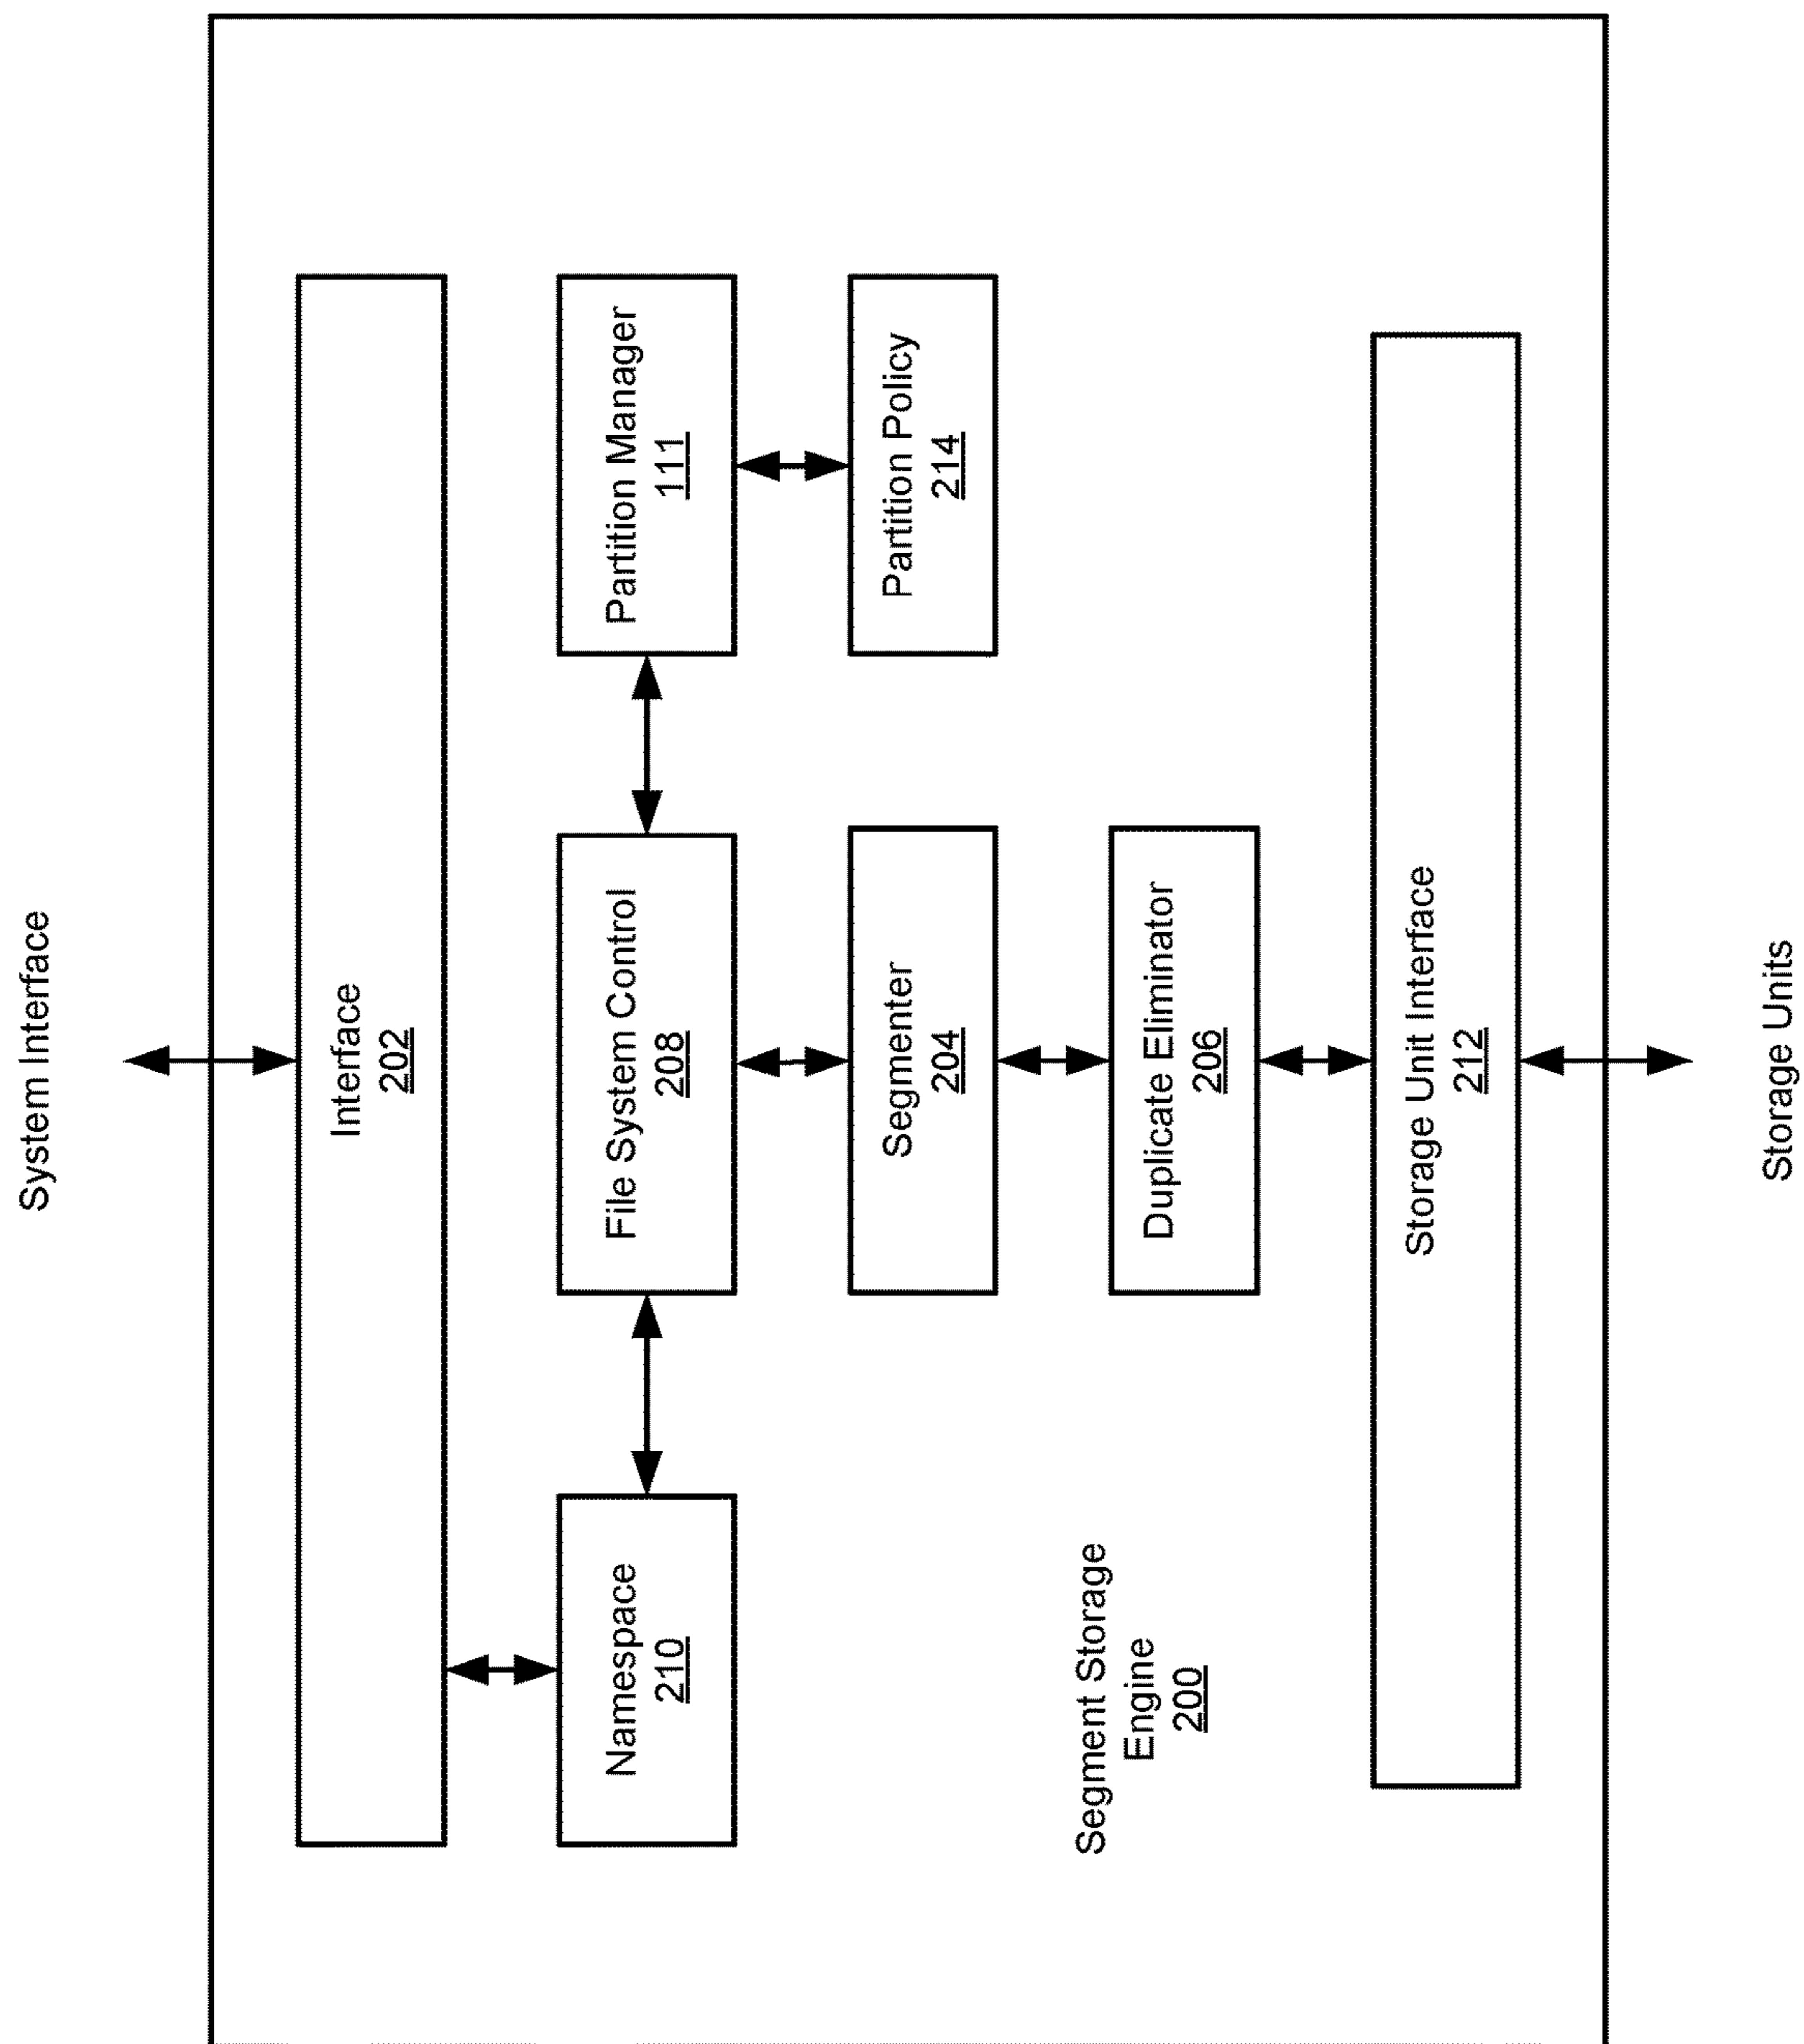 System Interface
Interface
202
Namespace
210
File System Control
208
Partition Manager
111
Segmenter
204
Partition Policy
214
Segment Storage
Engine
200
Duplicate Eliminator
206
Storage Unit Interface
212
Storage Units